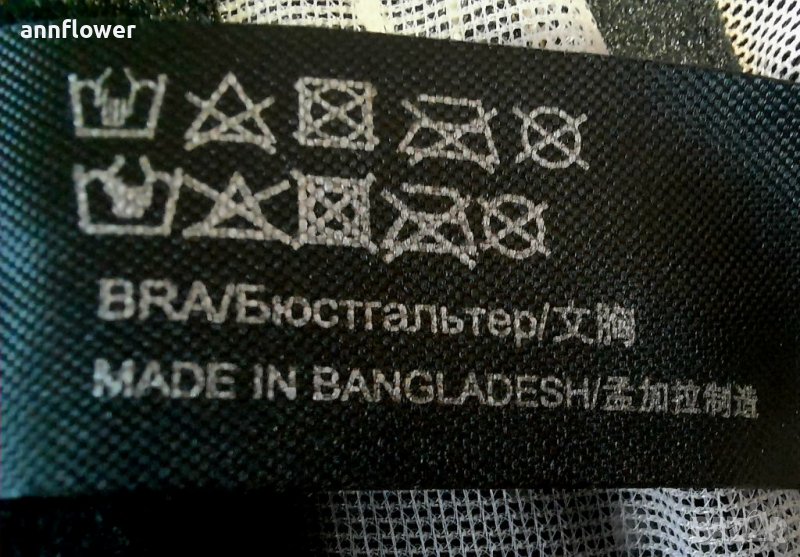 annflower
BRA/Бюстгальтер/文胸
MADE IN BANGLADESH/孟加拉制造